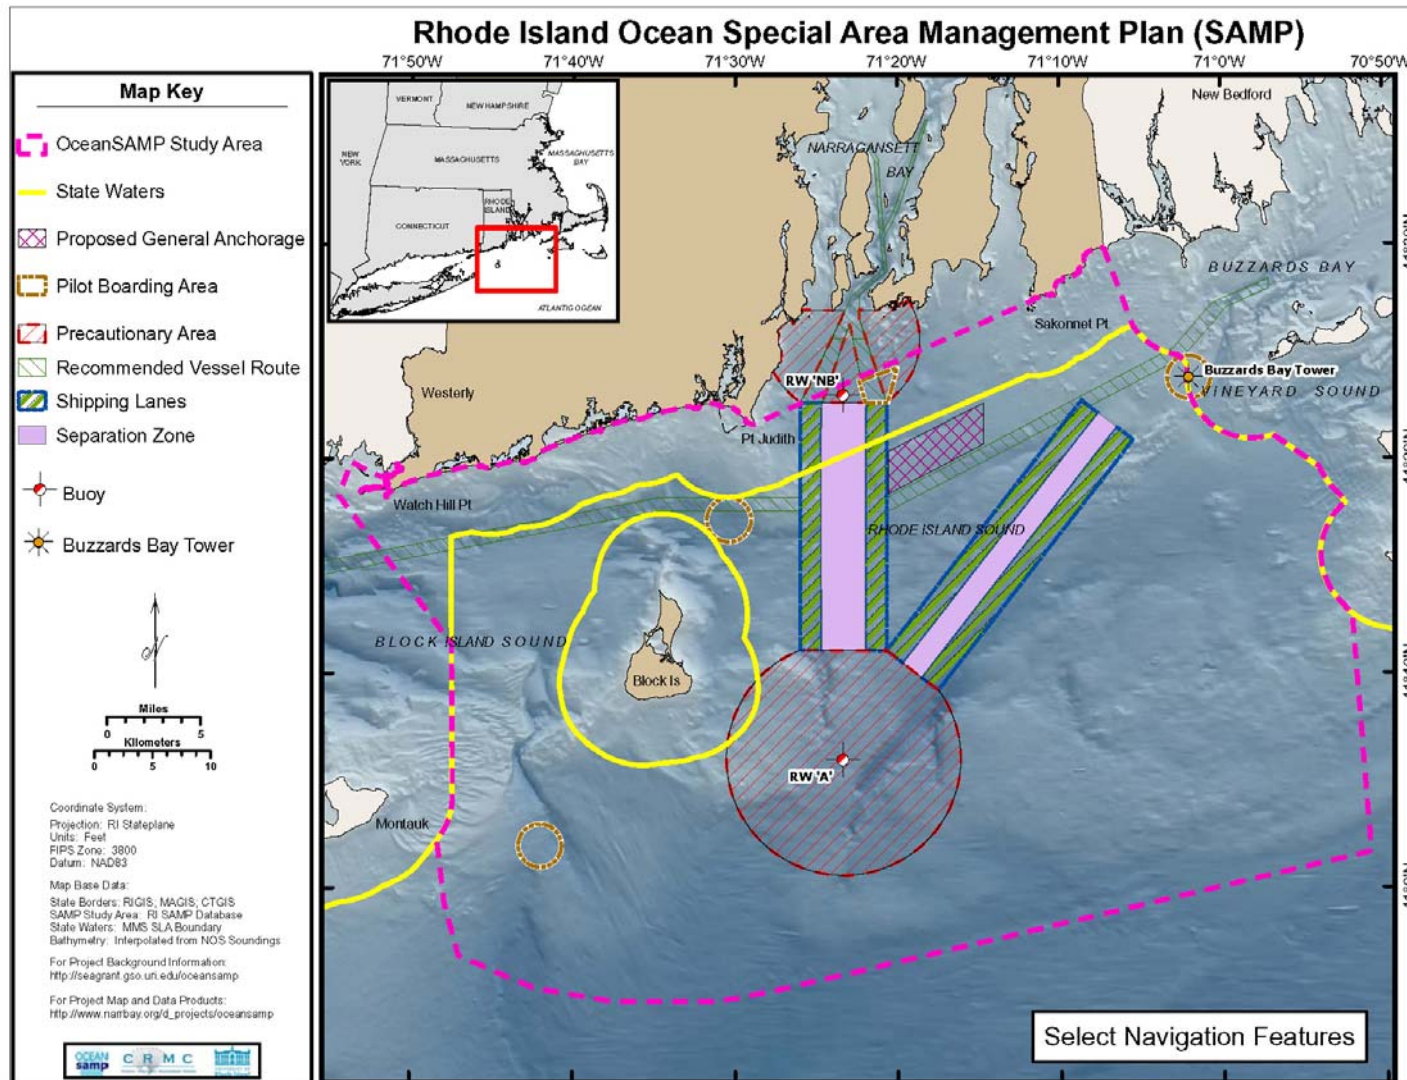 Rhode Island Ocean Special Area Management Plan (SAMP)
71°50'W 71°40'W 71°30'W 71°20'W 71°10'W 71°0'W 70°50'W
Map Key
OceanSAMP Study Area
State Waters
Proposed General Anchorage
Pilot Boarding Area
Precautionary Area
Recommended Vessel Route
Shipping Lanes
Separation Zone
Buoy
Buzzards Bay Tower
N
Miles
0 5
Kilometers
0 5 10
Coordinate System:
Projection: RI Stateplane
Units: Feet
FIPS Zone: 3800
Datum: NAD83
Map Base Data:
State Borders: RIGIS, MAGIS, CTGIS
SAMP Study Area: RI SAMP Database
State Waters: MMS SLA Boundary
Bathymetry: Interpolated from NOS Soundings
For Project Background Information:
http://seagrant.gso.uri.edu/oceansamp
For Project Map and Data Products:
http://www.narrbay.org/d_projects/oceansamp
OCEAN
samp
CRMC
VERMONT
NEW HAMPSHIRE
NEW
YORK
MASSACHUSETTS
MASSACHUSETTS
BAY
CONNECTICUT
RHODE
ISLAND
ATLANTIC OCEAN
New Bedford
NARRAGANSETT
BAY
BUZZARDS BAY
Sakonnet Pt
Buzzards Bay Tower
VINEYARD SOUND
RW 'NB'
Westerly
Pt Judith
Watch Hill Pt
RHODE ISLAND SOUND
BLOCK ISLAND SOUND
Block Is
RW 'A'
Montauk
Select Navigation Features